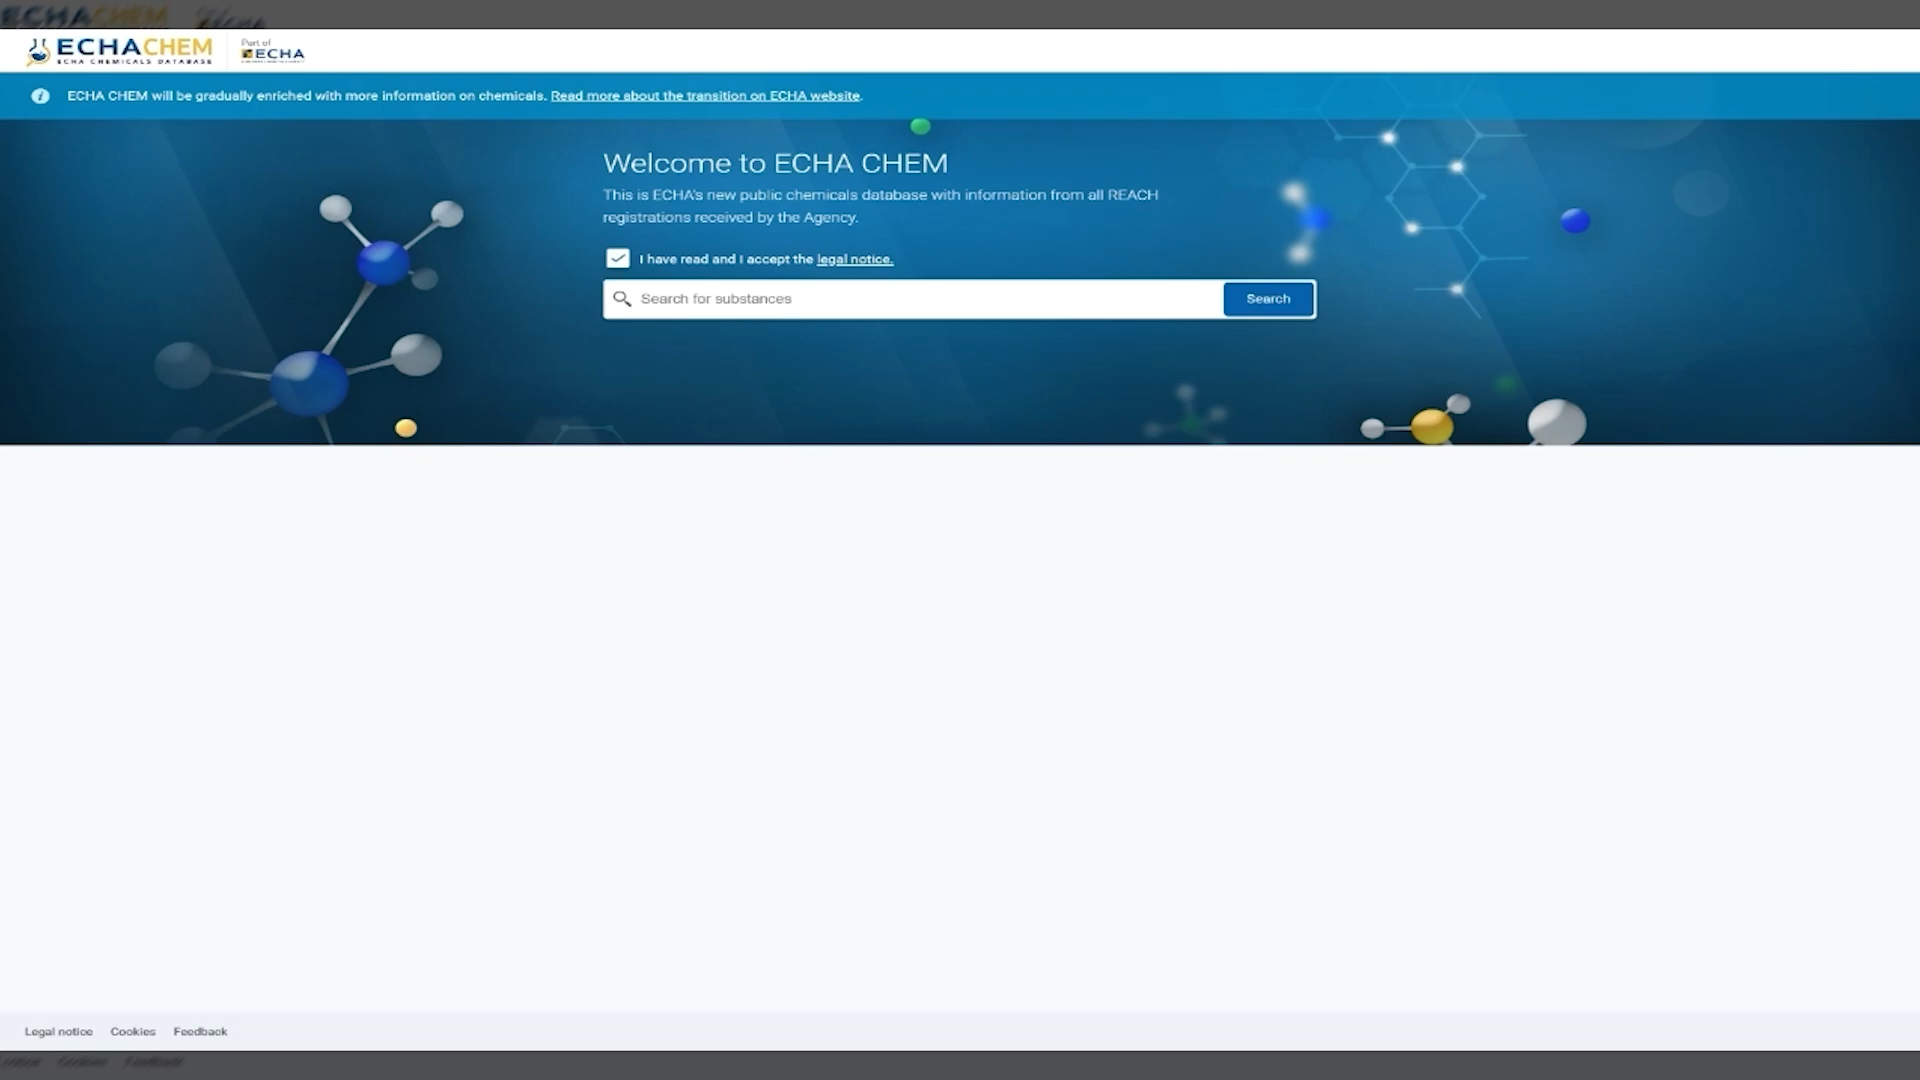 ECHACHEM
ECHA CHEMICALS DATABASE
Part of
ECHA
ECHA CHEM will be gradually enriched with more information on chemicals. Read more about the transition on ECHA website.
Welcome to ECHA CHEM
This is ECHA's new public chemicals database with information from all REACH
registrations received by the Agency.
I have read and I accept the legal notice.
Search for substances
Search
Legal notice Cookies Feedback